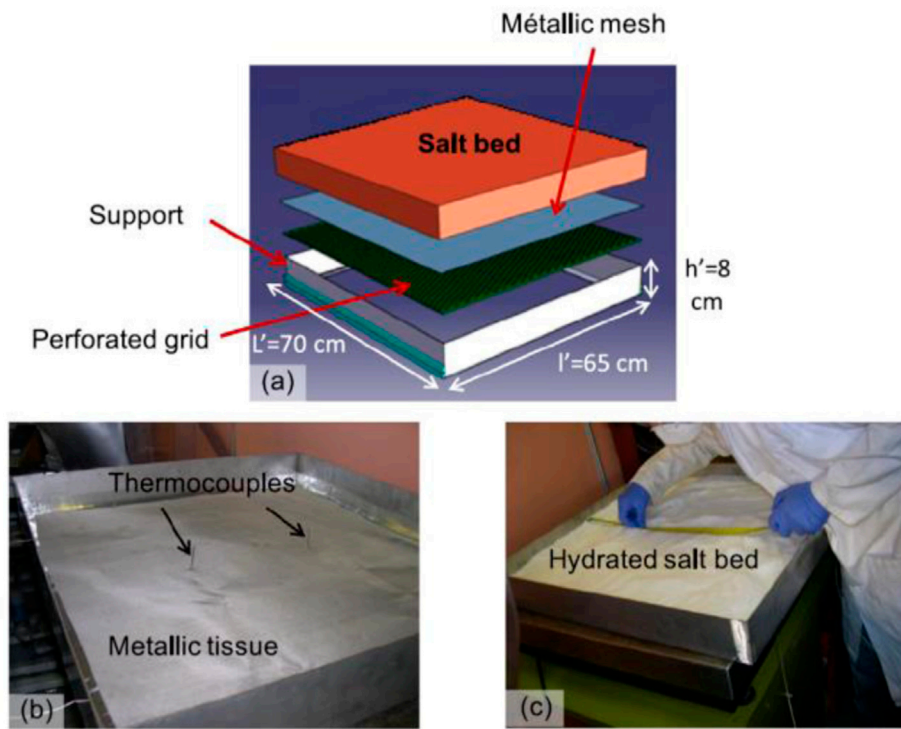 Métallic mesh
Salt bed
Support
h'=8
cm
Perforated grid
L'=70 cm
l'=65 cm
(a)
Thermocouples
Metallic tissue
(b)
Hydrated salt bed
(c)